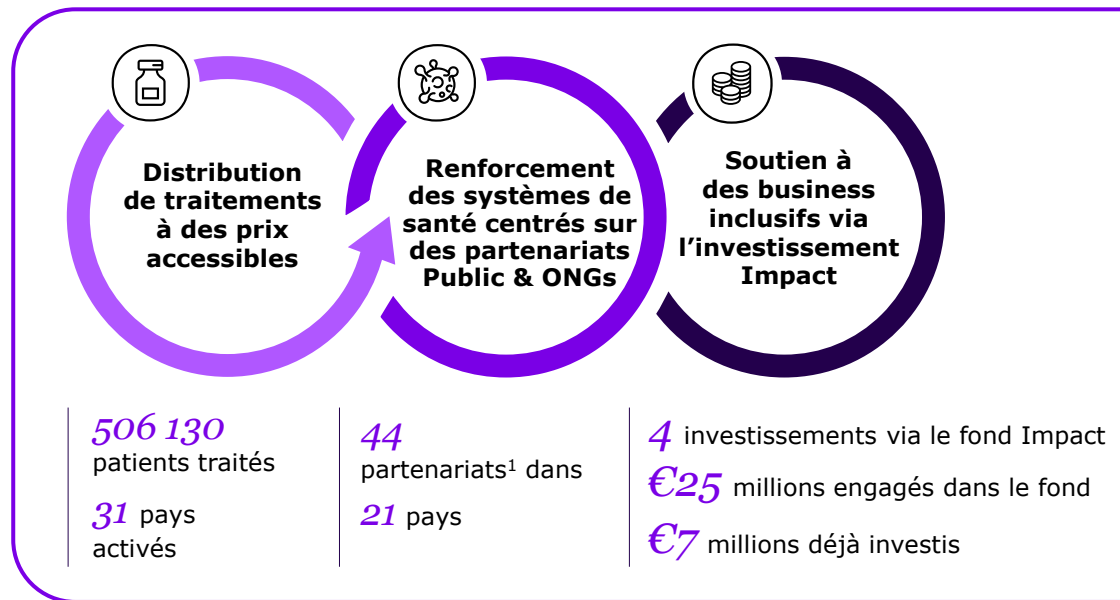 Distribution
de traitements
à des prix
accessibles
Renforcement
des systèmes de
santé centrés sur
des partenariats
Public & ONGs
Soutien à
des business
inclusifs via
l’investissement
Impact
506 130
patients traités
31 pays
activés
44
partenariats¹ dans
21 pays
4 investissements via le fond Impact
€25 millions engagés dans le fond
€7 millions déjà investis